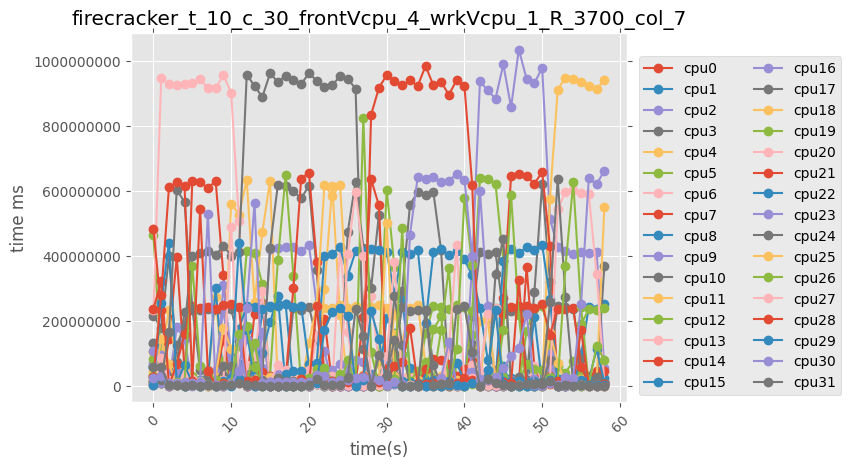 firecracker_t_10_c_30_frontVcpu_4_wrkVcpu_1_R_3700_col_7
time ms
1000000000
800000000
600000000
400000000
200000000
0
0
10
20
30
40
50
60
time(s)
cpu0
cpu1
cpu2
cpu3
cpu4
cpu5
cpu6
cpu7
cpu8
cpu9
cpu10
cpu11
cpu12
cpu13
cpu14
cpu15
cpu16
cpu17
cpu18
cpu19
cpu20
cpu21
cpu22
cpu23
cpu24
cpu25
cpu26
cpu27
cpu28
cpu29
cpu30
cpu31